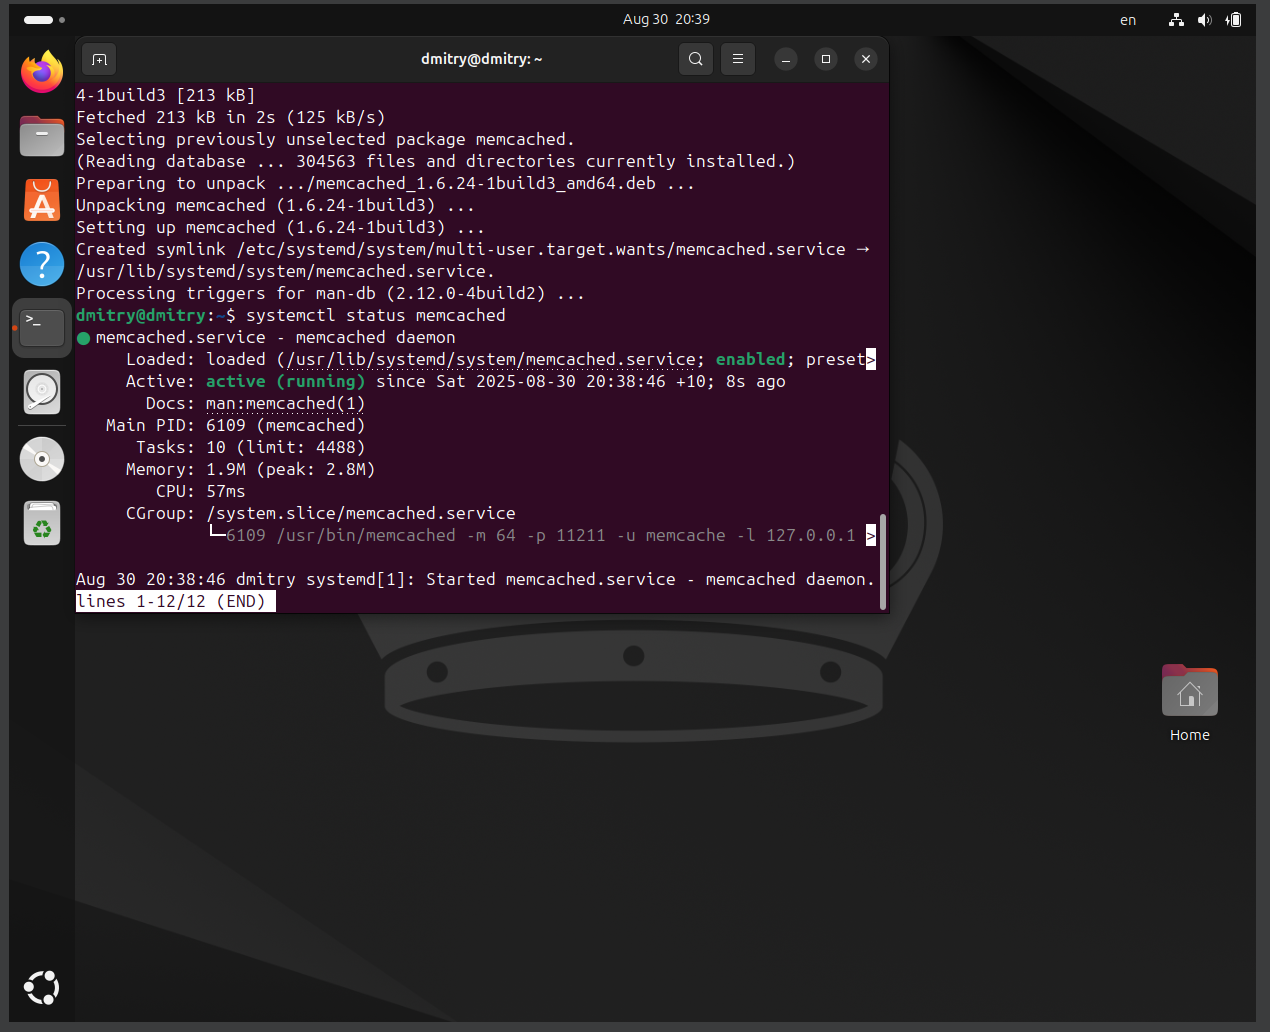 Aug 30 20:39
en
dmitry@dmitry: ~
4-1build3 [213 kB]
Fetched 213 kB in 2s (125 kB/s)
Selecting previously unselected package memcached.
(Reading database ... 304563 files and directories currently installed.)
Preparing to unpack .../memcached_1.6.24-1build3_amd64.deb ...
Unpacking memcached (1.6.24-1build3) ...
Setting up memcached (1.6.24-1build3) ...
Created symlink /etc/systemd/system/multi-user.target.wants/memcached.service →
/usr/lib/systemd/system/memcached.service.
Processing triggers for man-db (2.12.0-4build2) ...
dmitry@dmitry:~$ systemctl status memcached
● memcached.service - memcached daemon
Loaded: loaded (/usr/lib/systemd/system/memcached.service; enabled; preset>
Active: active (running) since Sat 2025-08-30 20:38:46 +10; 8s ago
Docs: man:memcached(1)
Main PID: 6109 (memcached)
Tasks: 10 (limit: 4488)
Memory: 1.9M (peak: 2.8M)
CPU: 57ms
CGroup: /system.slice/memcached.service
└─6109 /usr/bin/memcached -m 64 -p 11211 -u memcache -l 127.0.0.1 >
Aug 30 20:38:46 dmitry systemd[1]: Started memcached.service - memcached daemon.
lines 1-12/12 (END)
Home